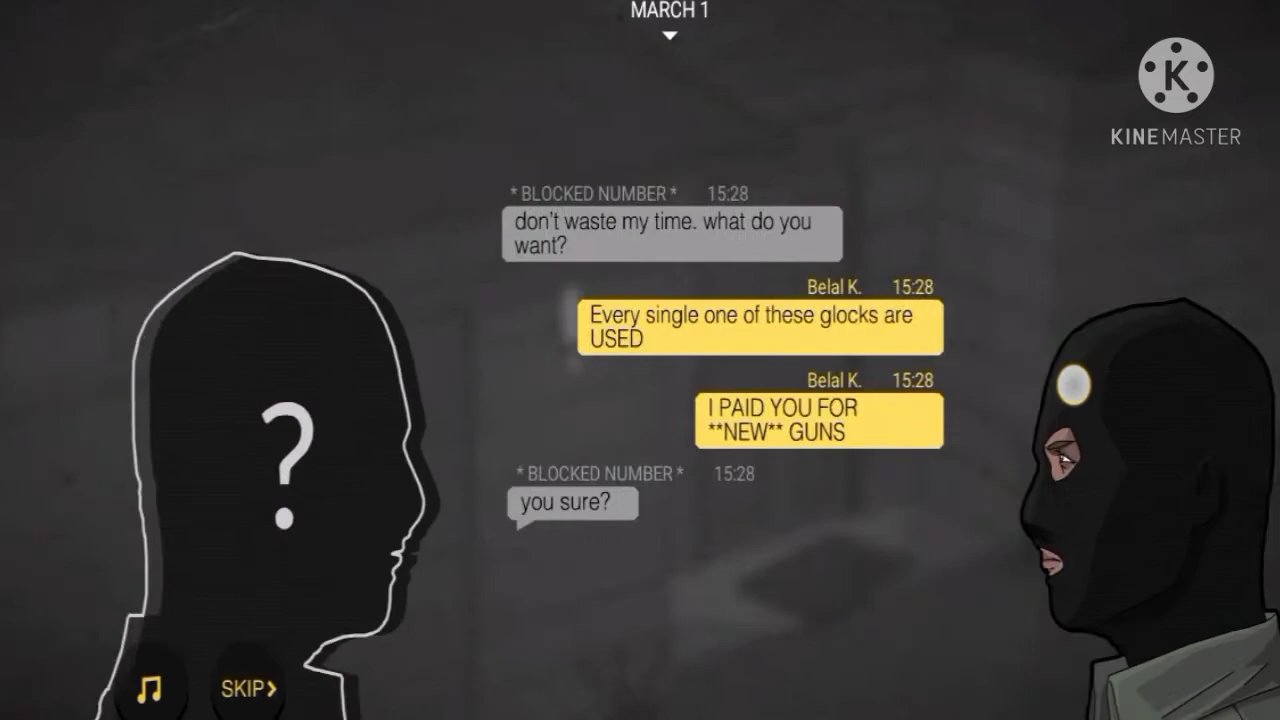 MARCH 1
K
KINEMASTER
* BLOCKED NUMBER * 15:28
don't waste my time. what do you
want?
Belal K. 15:28
Every single one of these glocks are
USED
Belal K. 15:28
I PAID YOU FOR
**NEW** GUNS
* BLOCKED NUMBER * 15:28
you sure?
?
SKIP>